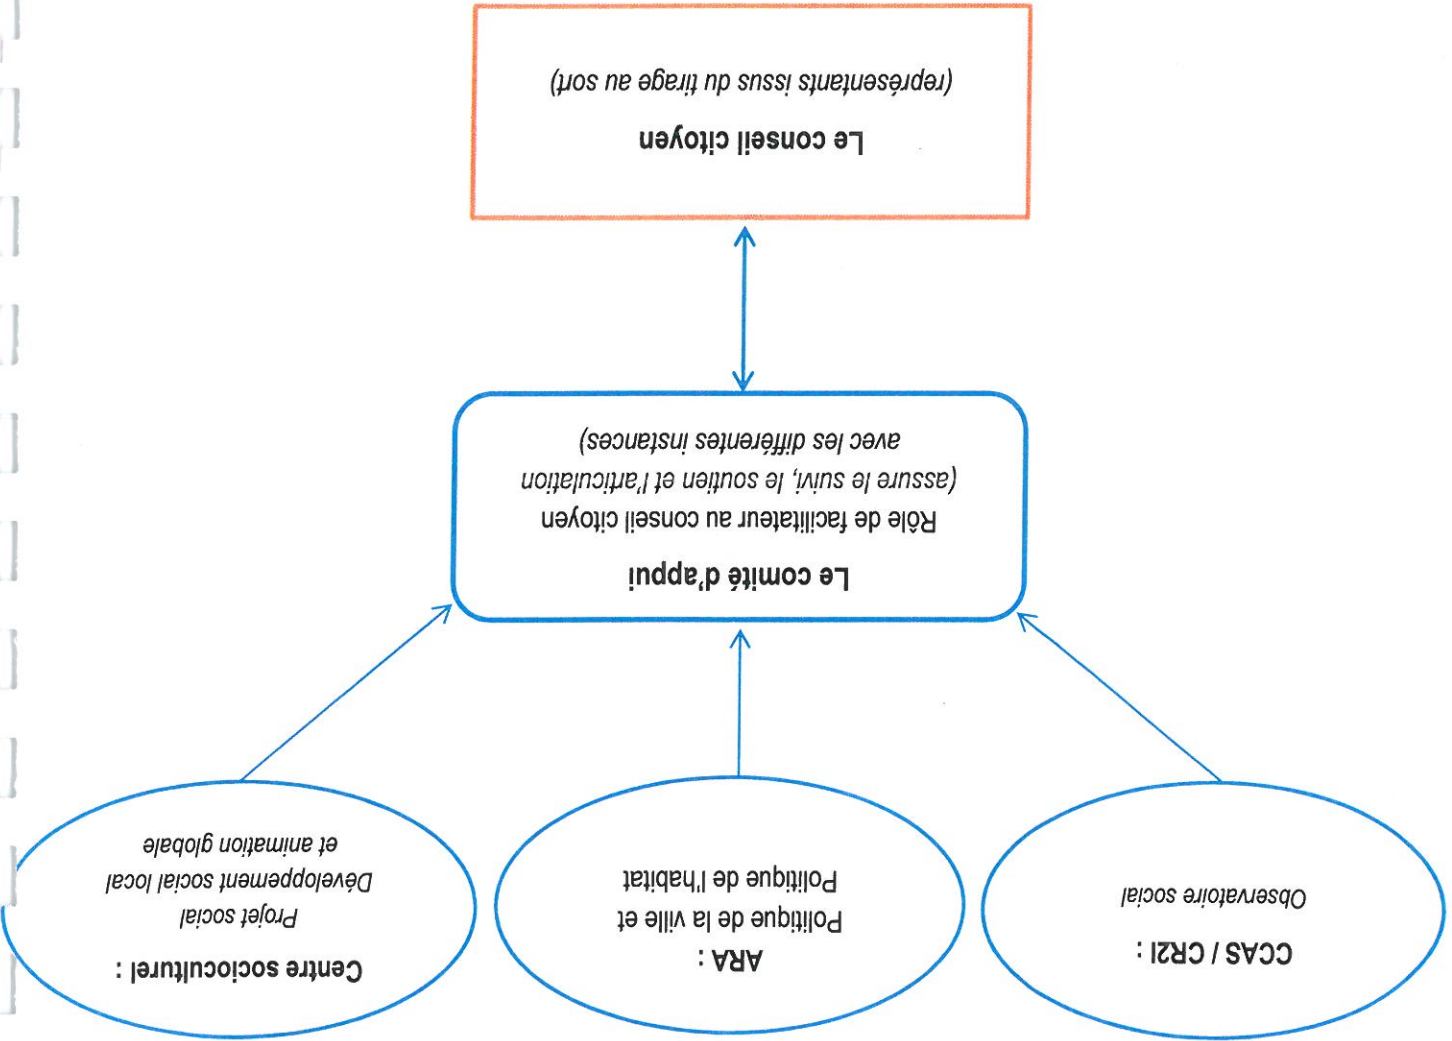 CCAS / CR2I :
Observatoire social
ARA :
Politique de la ville et
Politique de l'habitat
Centre socioculturel :
Projet social
Développement social local
et animation globale
Le comité d'appui
Rôle de facilitateur au conseil citoyen
(assure le suivi, le soutien et l'articulation
avec les différentes instances)
Le conseil citoyen
(représentants issus du tirage au sort)